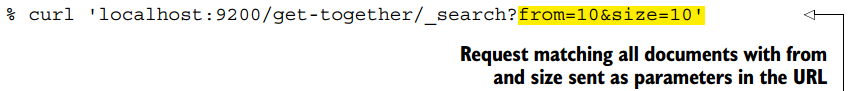 % curl 'localhost:9200/get-together/_search?from=10&size=10'
Request matching all documents with from
and size sent as parameters in the URL